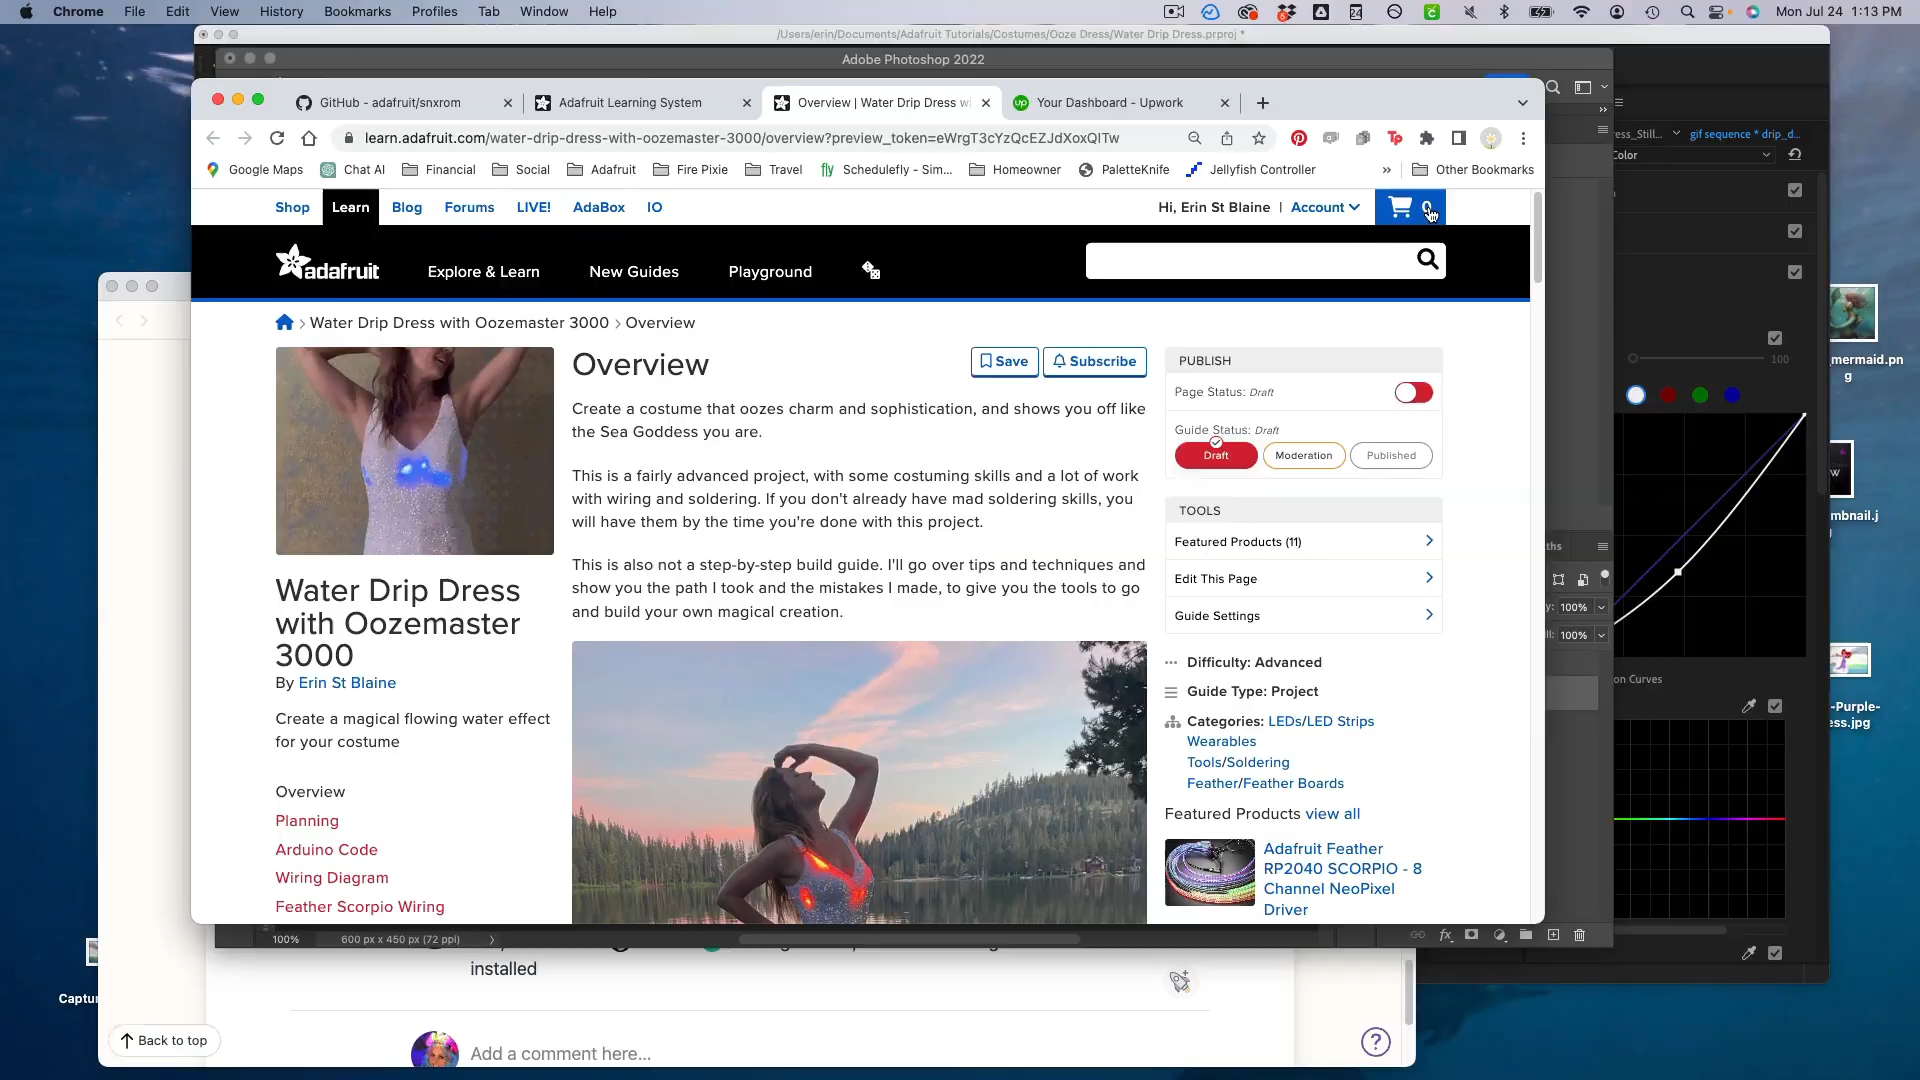 Chrome File Edit View History Bookmarks Profiles Tab Window Help
24
Mon Jul 24 1:13 PM
/Users/erin/Documents/Adafruit Tutorials/Costumes/Ooze Dress/Water Drip Dress.prproj *
Adobe Photoshop 2022
GitHub - adafruit/snxrom
Adafruit Learning System
Overview | Water Drip Dress wi
Your Dashboard - Upwork
learn.adafruit.com/water-drip-dress-with-oozemaster-3000/overview?preview_token=eWrgT3cYzQcEZJdXoxQITw
Google Maps Chat AI Financial Social Adafruit Fire Pixie Travel Schedulefly - Sim... Homeowner PaletteKnife Jellyfish Controller » Other Bookmarks
ess_Still... gif sequence * drip_d...
Color
Shop Learn Blog Forums LIVE! AdaBox IO
Hi, Erin St Blaine | Account 0
adafruit Explore & Learn New Guides Playground
Water Drip Dress with Oozemaster 3000 > Overview
Overview
Save Subscribe
Create a costume that oozes charm and sophistication, and shows you off like
the Sea Goddess you are.
This is a fairly advanced project, with some costuming skills and a lot of work
with wiring and soldering. If you don't already have mad soldering skills, you
will have them by the time you're done with this project.
This is also not a step-by-step build guide. I'll go over tips and techniques and
show you the path I took and the mistakes I made, to give you the tools to go
and build your own magical creation.
Water Drip Dress
with Oozemaster
3000
By Erin St Blaine
Create a magical flowing water effect
for your costume
Overview
Planning
Arduino Code
Wiring Diagram
Feather Scorpio Wiring
PUBLISH
Page Status: Draft
Guide Status: Draft
Draft Moderation Published
TOOLS
Featured Products (11)
Edit This Page
Guide Settings
Difficulty: Advanced
Guide Type: Project
Categories: LEDs/LED Strips
Wearables
Tools/Soldering
Feather/Feather Boards
Featured Products view all
Adafruit Feather
RP2040 SCORPIO - 8
Channel NeoPixel
Driver
100
ths
y: 100%
ill: 100%
on Curves
mermaid.pn
g
W
mbnail.j
-Purple-
ess.jpg
100% 600 px x 450 px (72 ppi)
fx
installed
Captur
Back to top
Add a comment here...
?